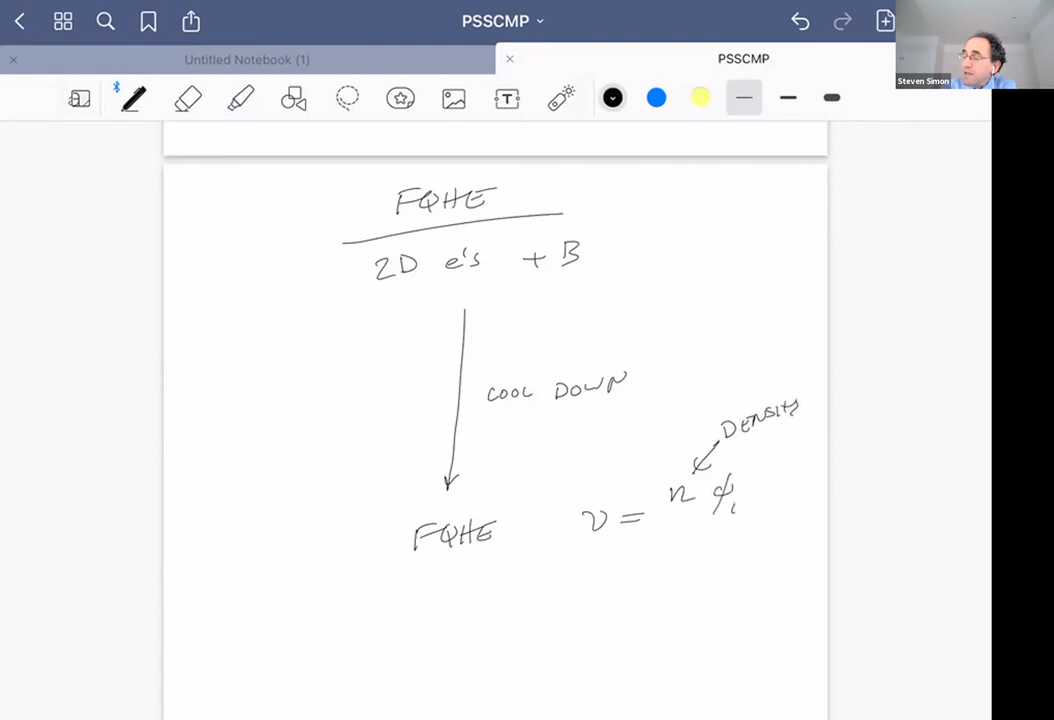 PSSCMP
Untitled Notebook (1)
PSSCMP
Steven Simon
FQHE
2D e's + B
COOL DOWN
DENSITY
FQHE ν = n ϕ